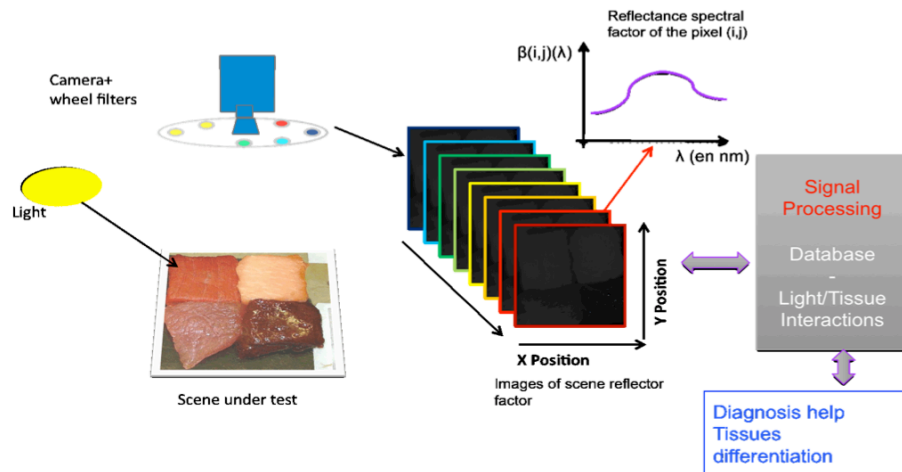 Reflectance spectral
factor of the pixel (i,j)
β(i,j)(λ)
λ (en nm)
Camera+
wheel filters
Light
Scene under test
X Position
Y Position
Images of scene reflector
factor
Signal
Processing
Database
-
Light/Tissue
Interactions
Diagnosis help
Tissues
differentiation